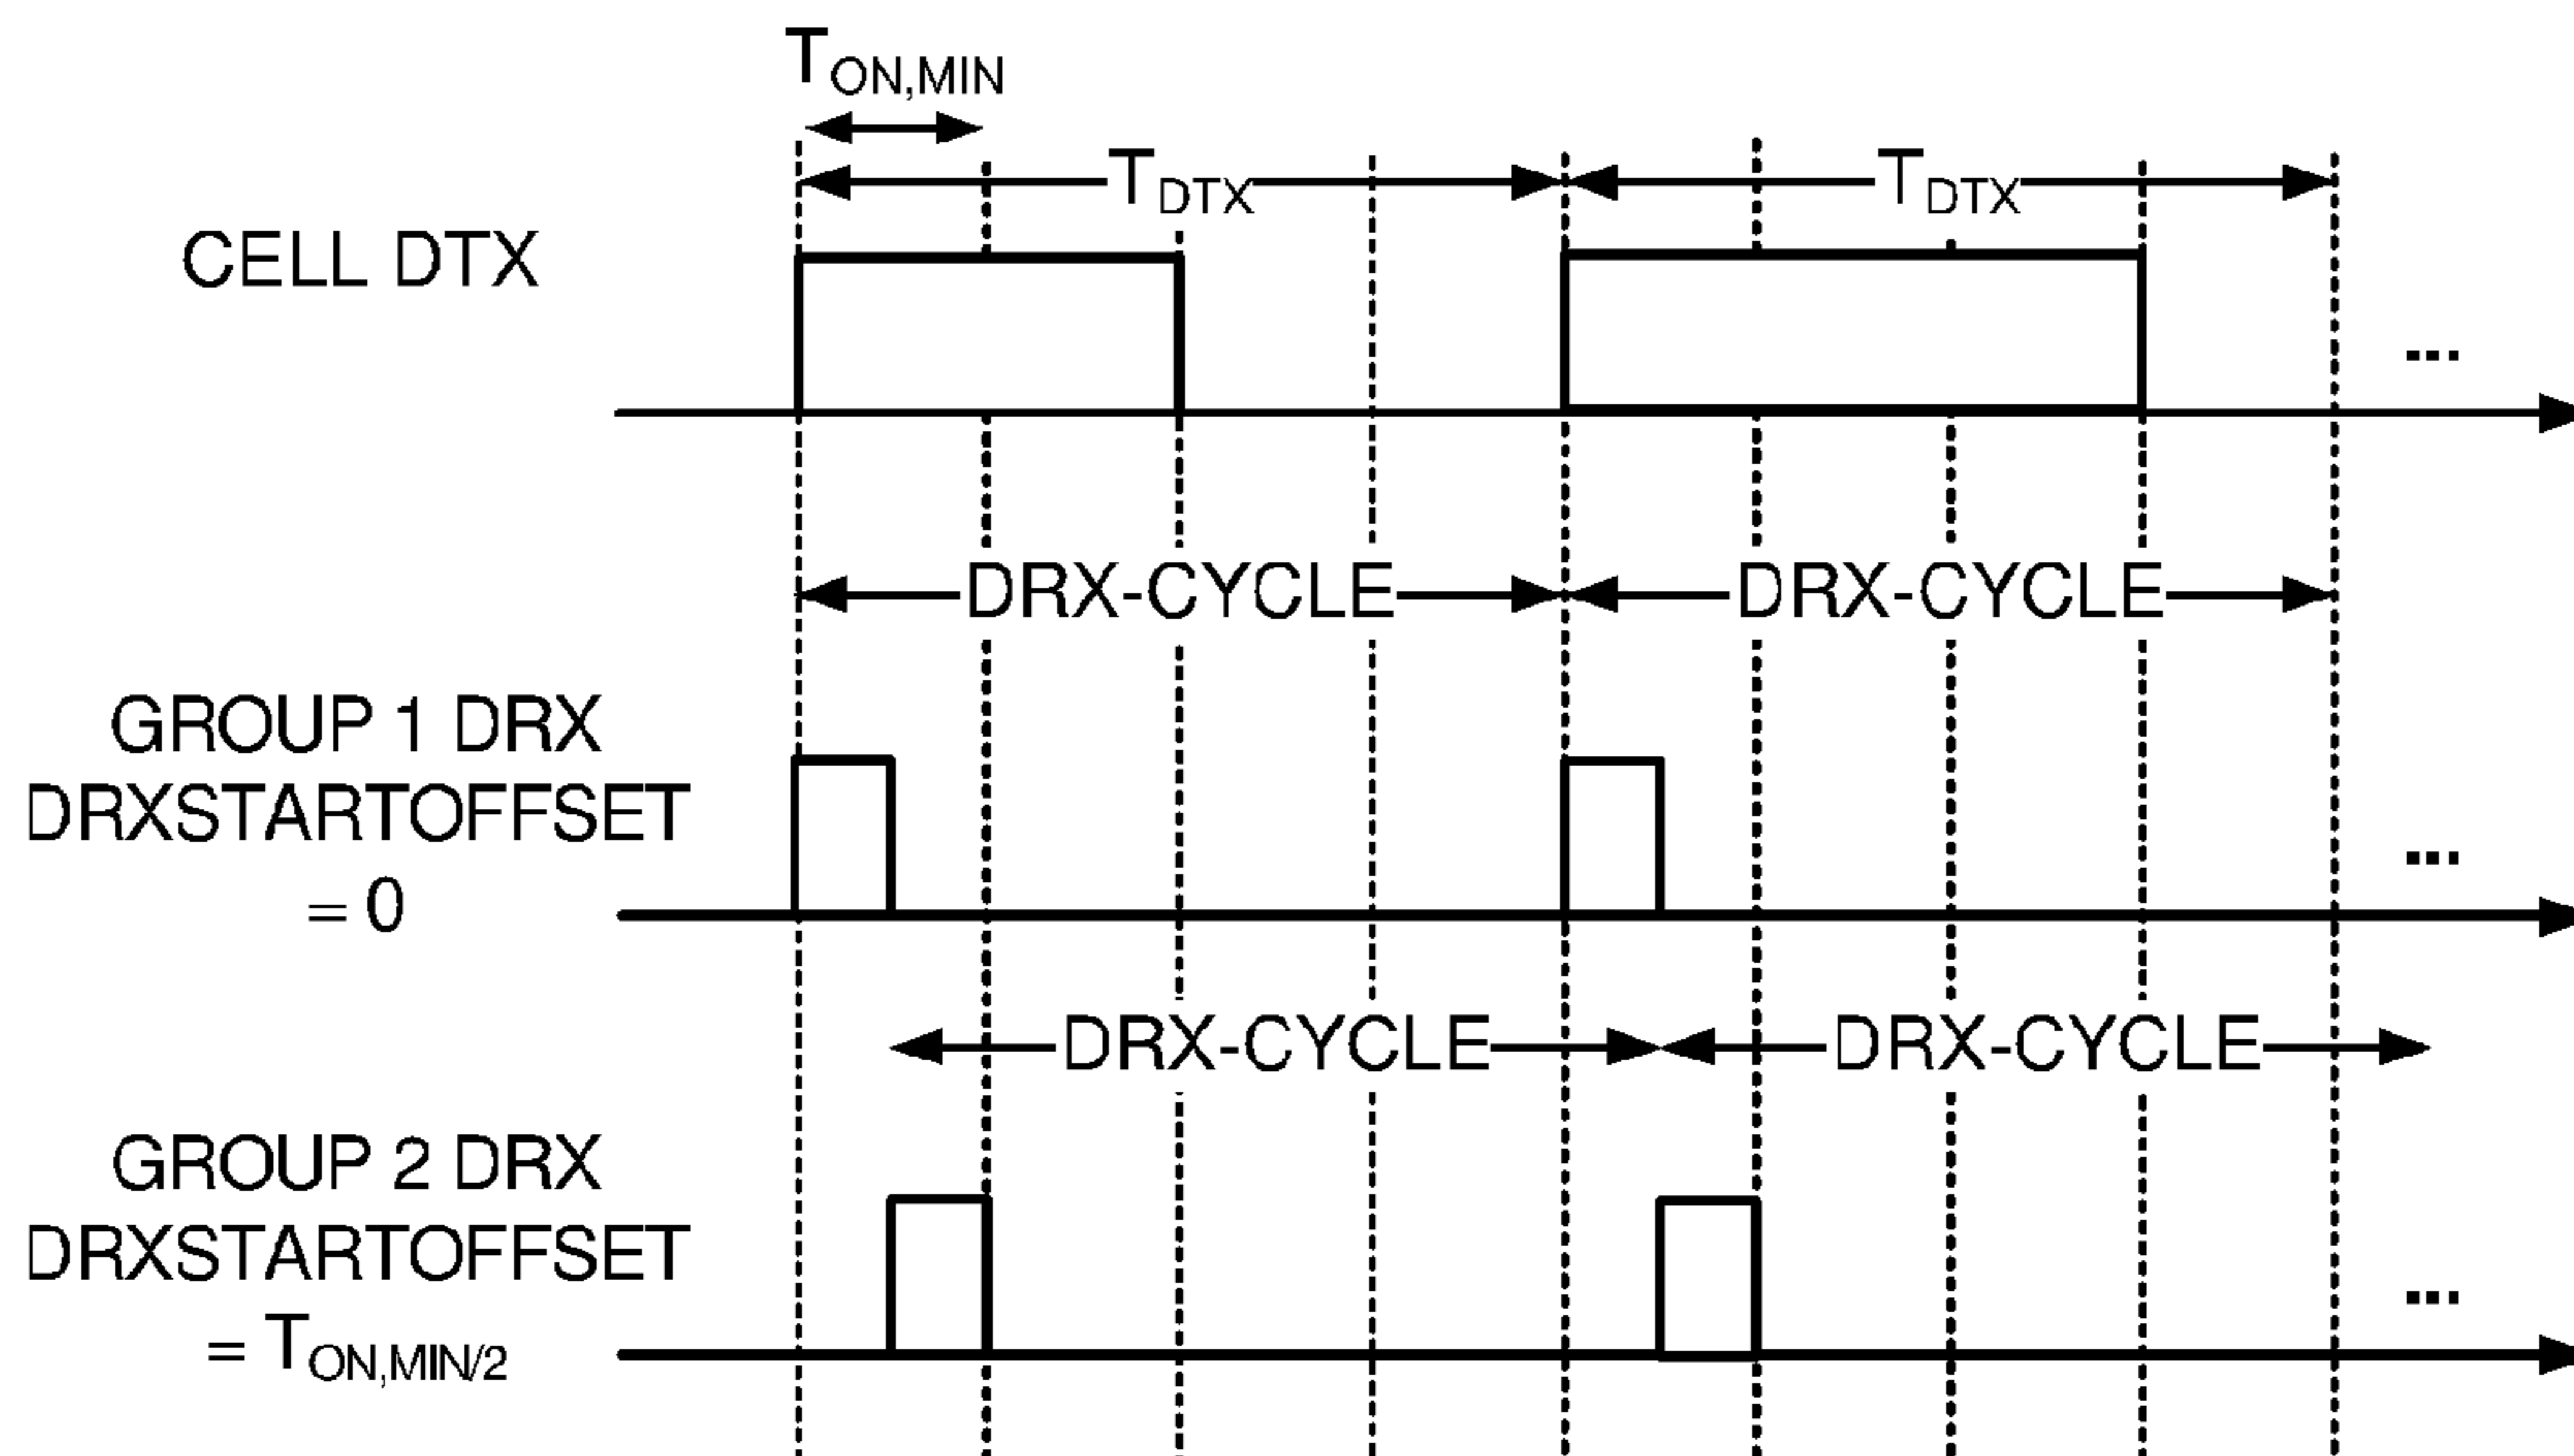 T_ON,MIN
T_DTX T_DTX
CELL DTX
...
DRX-CYCLE DRX-CYCLE
GROUP 1 DRX
DRXSTARTOFFSET
= 0
...
DRX-CYCLE DRX-CYCLE
GROUP 2 DRX
DRXSTARTOFFSET
= T_ON,MIN/2
...